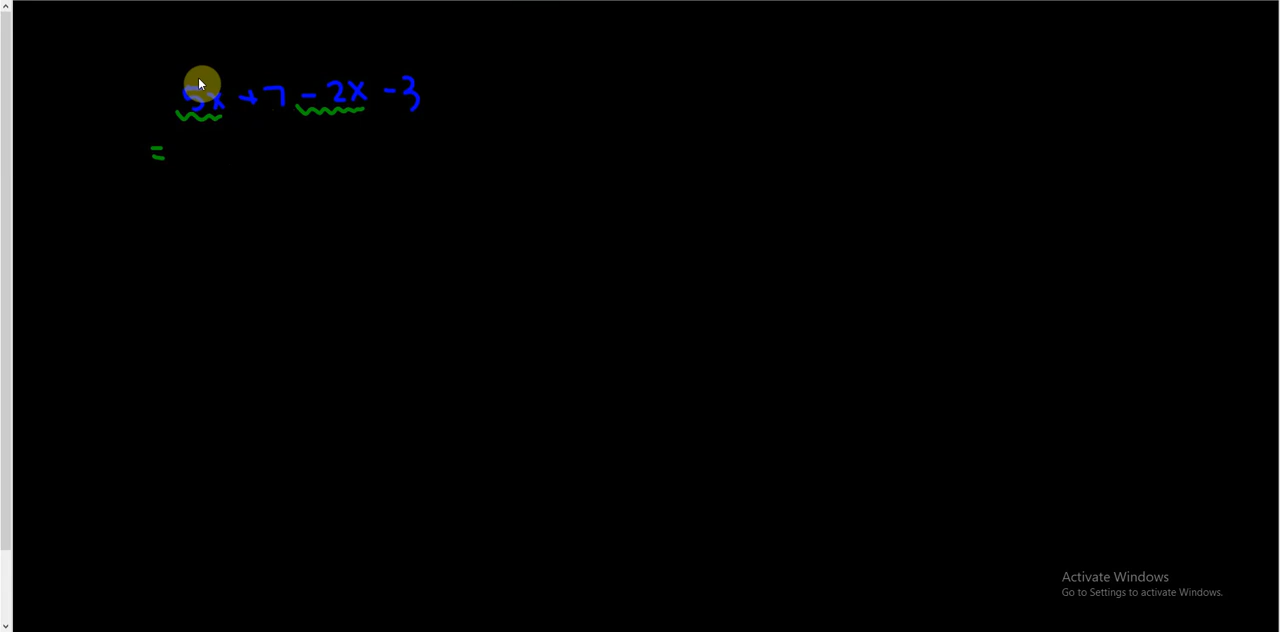 5x + 7 - 2x - 3
=
Activate Windows
Go to Settings to activate Windows.